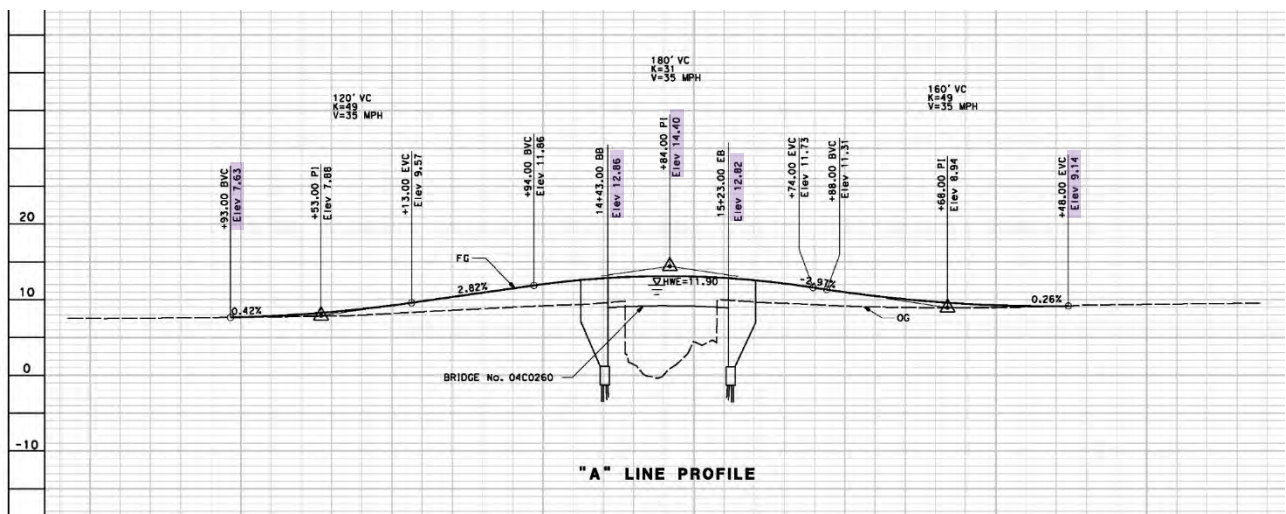 180' VC
K=31
V=35 MPH
120' VC
K=49
V=35 MPH
160' VC
K=49
V=35 MPH
+93.00 BVC
Elev 7.63
+53.00 PI
Elev 7.88
+13.00 EVC
Elev 9.57
+94.00 BVC
Elev 11.86
14+43.00 BB
Elev 12.86
+84.00 PI
Elev 14.40
15+23.00 EB
Elev 12.82
+74.00 EVC
Elev 11.73
+88.00 BVC
Elev 11.31
+68.00 PI
Elev 8.94
+48.00 EVC
Elev 9.14
20
10
0
-10
FG
HWE=11.90
0.42%
2.82%
-2.97%
0.26%
OG
BRIDGE No. 04C0260
"A" LINE PROFILE